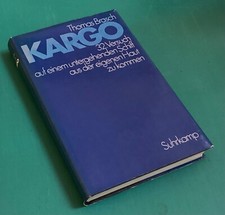 Thomas Brasch
KARGO
32. Versuch
auf einem untergehenden Schiff
aus der eigenen Haut
zu kommen
Suhrkamp